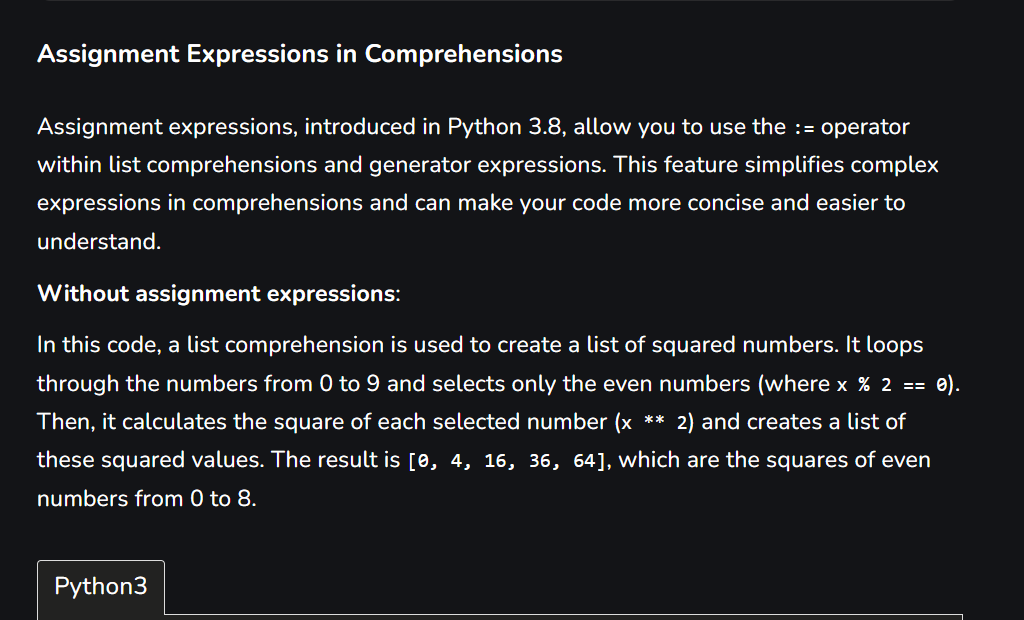 Assignment Expressions in Comprehensions
Assignment expressions, introduced in Python 3.8, allow you to use the := operator
within list comprehensions and generator expressions. This feature simplifies complex
expressions in comprehensions and can make your code more concise and easier to
understand.
Without assignment expressions:
In this code, a list comprehension is used to create a list of squared numbers. It loops
through the numbers from 0 to 9 and selects only the even numbers (where x % 2 == 0).
Then, it calculates the square of each selected number (x ** 2) and creates a list of
these squared values. The result is [0, 4, 16, 36, 64], which are the squares of even
numbers from 0 to 8.
Python3